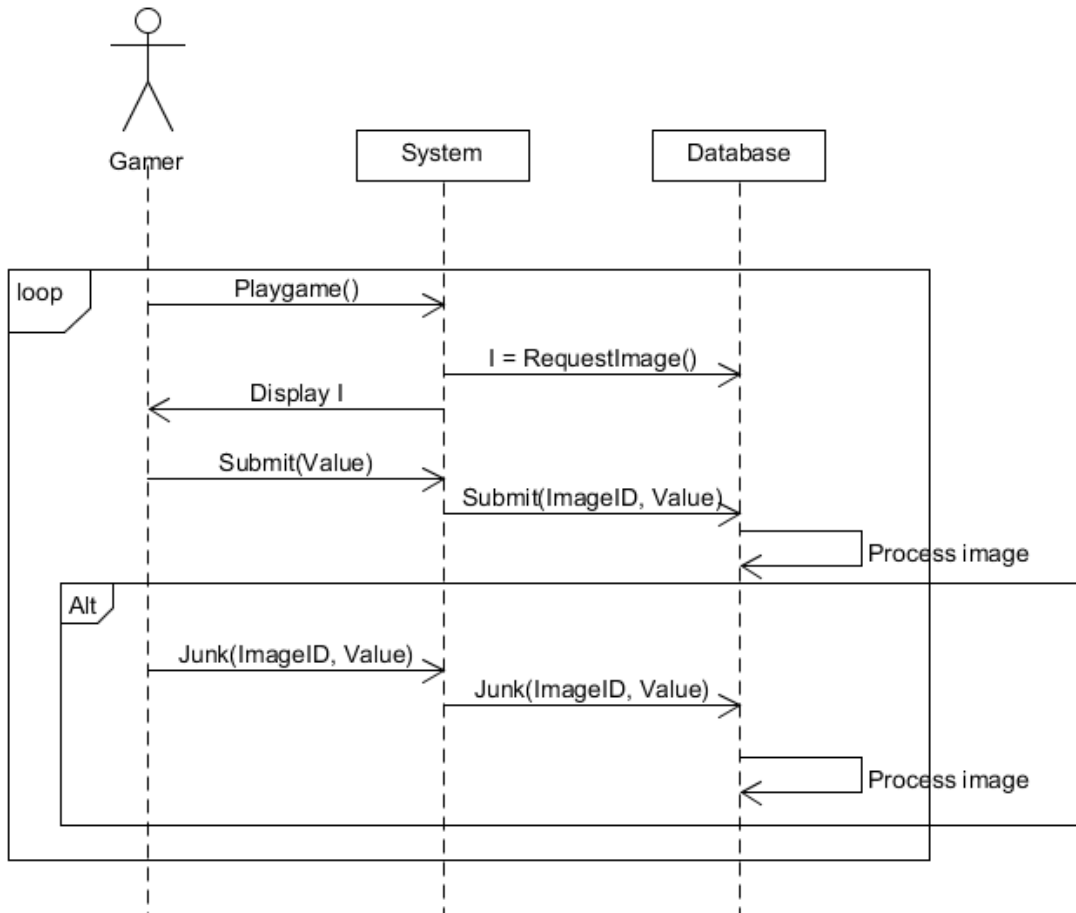 Gamer
System
Database
loop
Playgame()
I = RequestImage()
Display I
Submit(Value)
Submit(ImageID, Value)
Process image
Alt
Junk(ImageID, Value)
Junk(ImageID, Value)
Process image